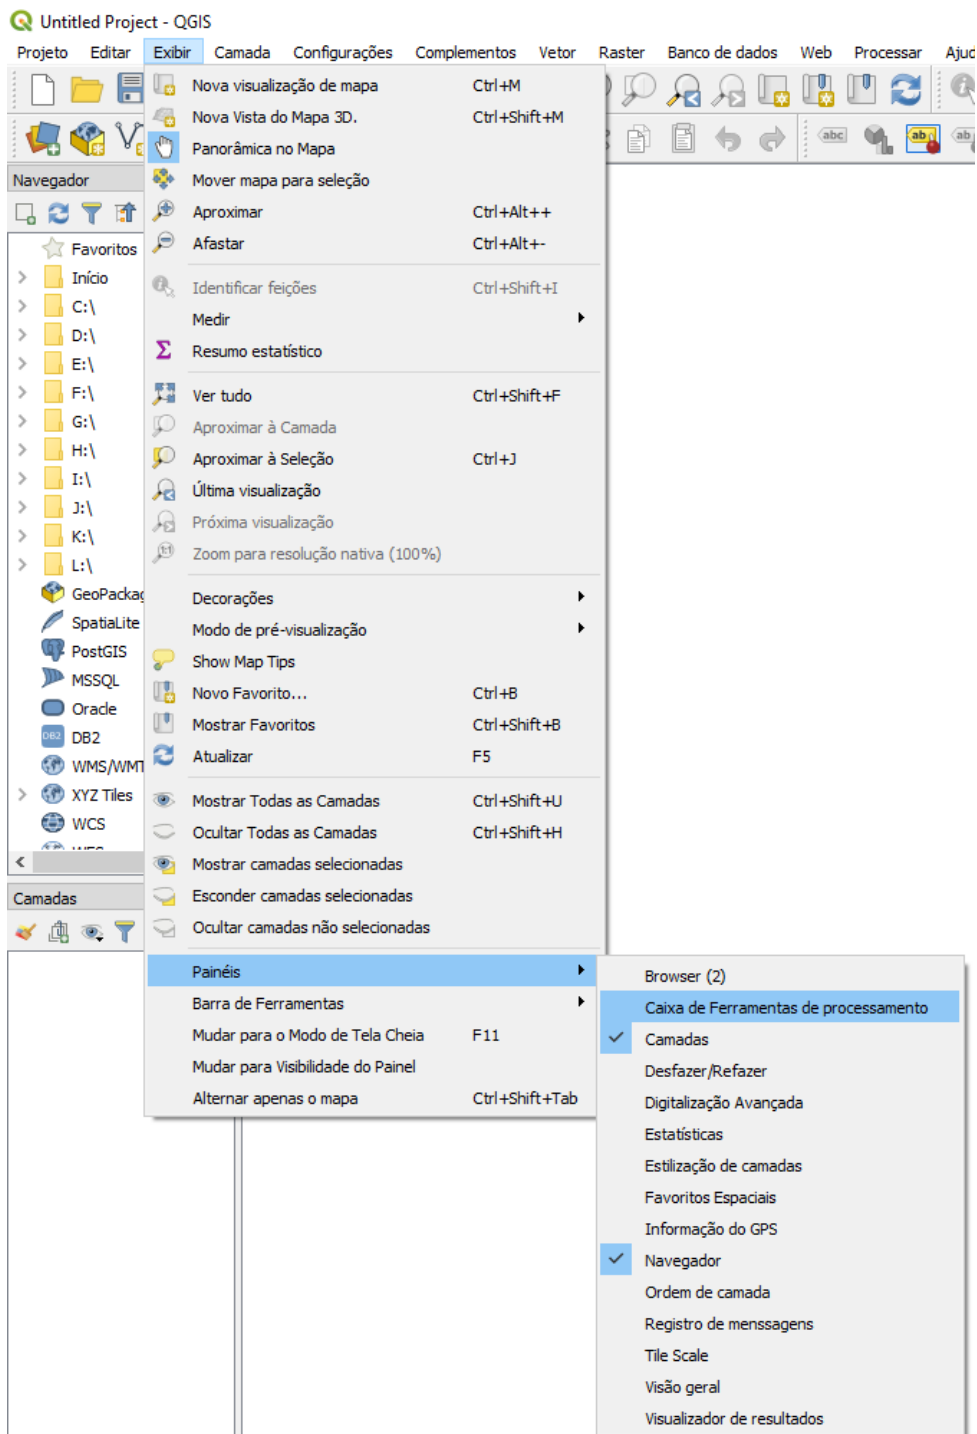 Untitled Project - QGIS
Projeto Editar Exibir Camada Configurações Complementos Vetor Raster Banco de dados Web Processar
Nova visualização de mapa Ctrl+M
Nova Vista do Mapa 3D. Ctrl+Shift+M
abc ab ab
Panorâmica no Mapa
Navegador
Mover mapa para seleção
Aproximar Ctrl+Alt++
Afastar Ctrl+Alt+-
Favoritos
Início
C:\
D:\
E:\
F:\
G:\
H:\
I:\
J:\
K:\
L:\
SpatiaLite
PostGIS
MSSQL
Oracle
DB2 DB2
XYZ Tiles
WCS
Identificar feições Ctrl+Shift+I
Medir
Resumo estatístico
Ver tudo Ctrl+Shift+F
Aproximar à Camada
Aproximar à Seleção Ctrl+J
Última visualização
Próxima visualização
1:1 Zoom para resolução nativa (100%)
Decorações
Modo de pré-visualização
Show Map Tips
Novo Favorito... Ctrl+B
Mostrar Favoritos Ctrl+Shift+B
Atualizar F5
Mostrar Todas as Camadas Ctrl+Shift+U
Ocultar Todas as Camadas Ctrl+Shift+H
Mostrar camadas selecionadas
Esconder camadas selecionadas
Ocultar camadas não selecionadas
Camadas
Painéis
Barra de Ferramentas
Mudar para o Modo de Tela Cheia F11
Mudar para Visibilidade do Painel
Alternar apenas o mapa Ctrl+Shift+Tab
Browser (2)
Caixa de Ferramentas de processamento
Camadas
Desfazer/Refazer
Digitalização Avançada
Estatísticas
Estilização de camadas
Favoritos Espaciais
Informação do GPS
Navegador
Ordem de camada
Registro de menssagens
Tile Scale
Visão geral
Visualizador de resultados